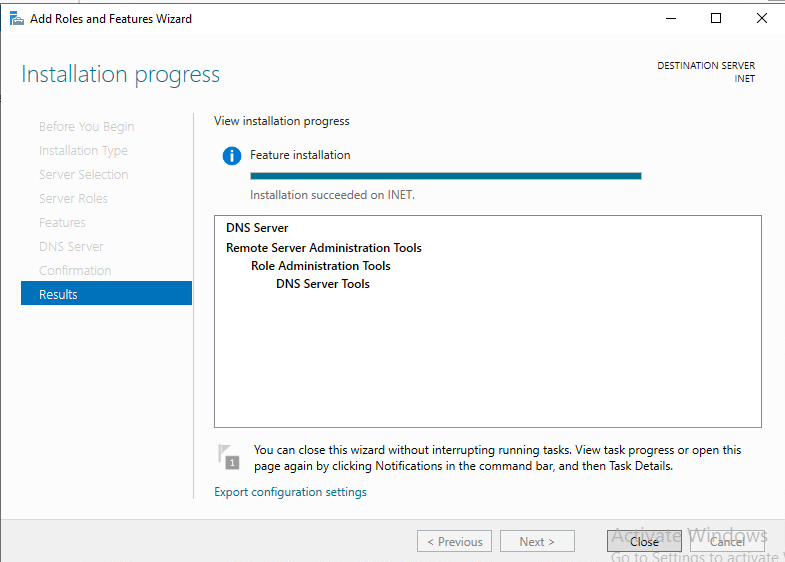 Add Roles and Features Wizard
Installation progress
DESTINATION SERVER
INET
Before You Begin
Installation Type
Server Selection
Server Roles
Features
DNS Server
Confirmation
Results
View installation progress
Feature installation
Installation succeeded on INET.
DNS Server
Remote Server Administration Tools
Role Administration Tools
DNS Server Tools
1
You can close this wizard without interrupting running tasks. View task progress or open this
page again by clicking Notifications in the command bar, and then Task Details.
Export configuration settings
< Previous
Next >
Close
Cancel
Activate Windows
Go to Settings to activate